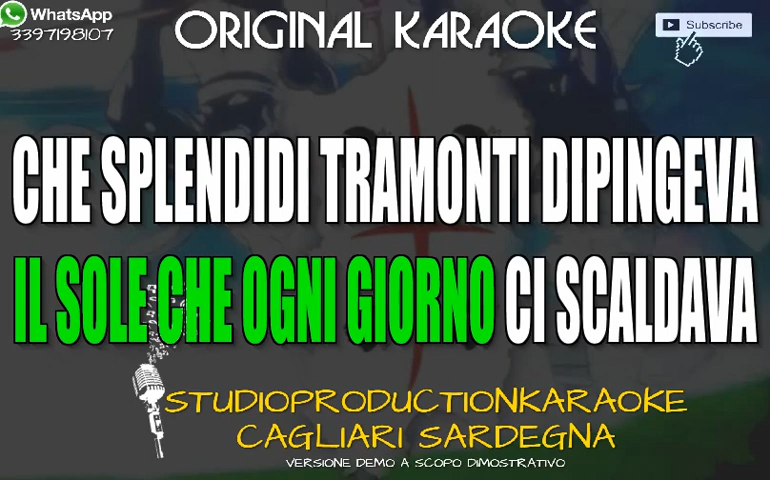 WhatsApp
3397198107
ORIGINAL KARAOKE
Subscribe
CHE SPLENDIDI TRAMONTI DIPINGEVA
IL SOLE CHE OGNI GIORNO CI SCALDAVA
STUDIOPRODUCTIONKARAOKE
CAGLIARI SARDEGNA
VERSIONE DEMO A SCOPO DIMOSTRATIVO